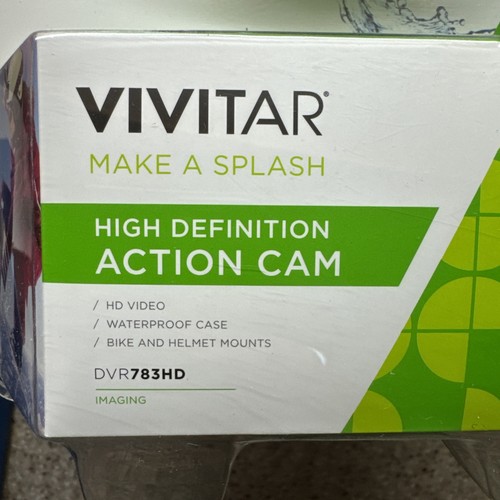 VIVITAR®
MAKE A SPLASH
HIGH DEFINITION
ACTION CAM
/ HD VIDEO
/ WATERPROOF CASE
/ BIKE AND HELMET MOUNTS
DVR783HD
IMAGING